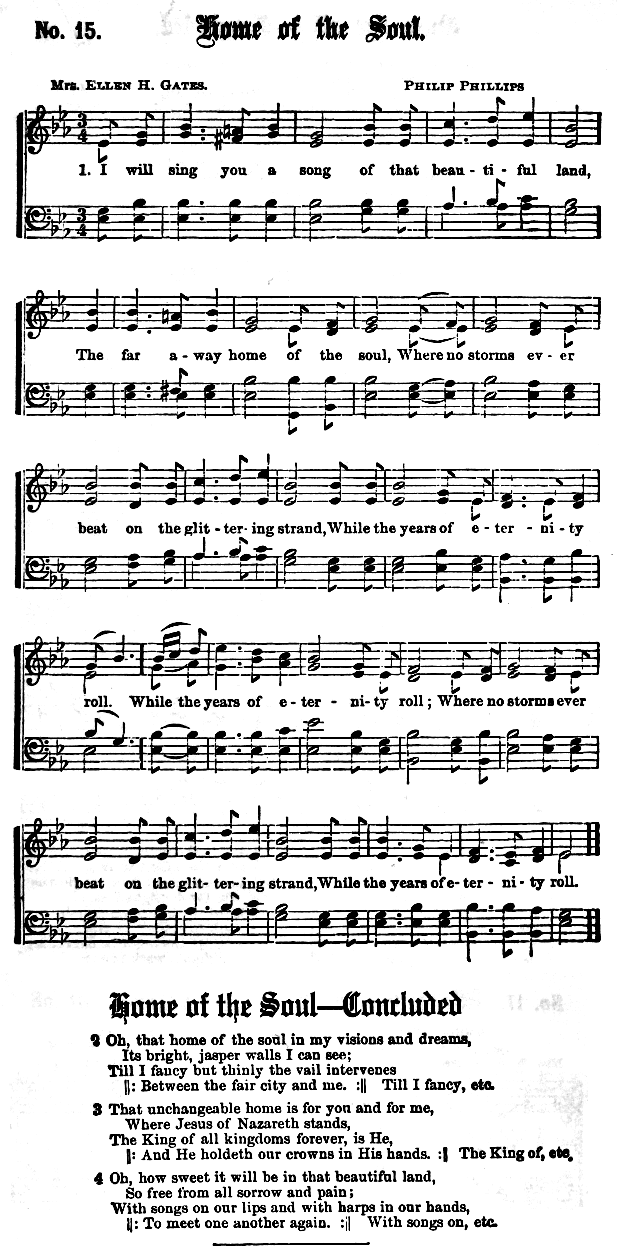 No. 15. Home of the Soul.
Mrs. Ellen H. Gates. Philip Phillips
1. I will sing you a song of that beau - ti - ful land,
The far a - way home of the soul, Where no storms ev - er
beat on the glit - ter - ing strand, While the years of e - ter - ni - ty
roll. While the years of e - ter - ni - ty roll; Where no storms ever
beat on the glit - ter - ing strand, While the years of e - ter - ni - ty roll.
Home of the Soul—Concluded
2 Oh, that home of the soul in my visions and dreams,
Its bright, jasper walls I can see;
Till I fancy but thinly the vail intervenes
‖: Between the fair city and me. :‖ Till I fancy, etc.
3 That unchangeable home is for you and for me,
Where Jesus of Nazareth stands,
The King of all kingdoms forever, is He,
‖: And He holdeth our crowns in His hands. :‖ The King of, etc.
4 Oh, how sweet it will be in that beautiful land,
So free from all sorrow and pain;
With songs on our lips and with harps in our hands,
‖: To meet one another again. :‖ With songs on, etc.